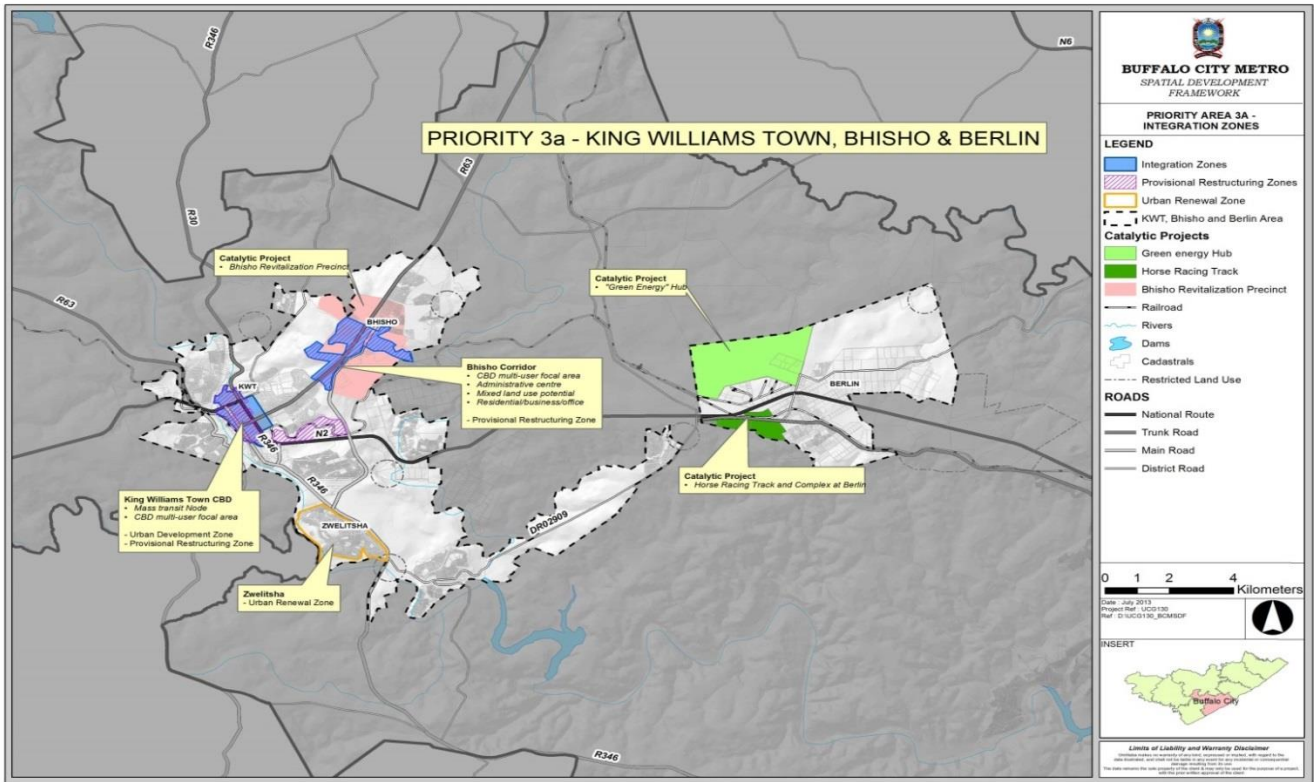 PRIORITY 3a - KING WILLIAMS TOWN, BHISHO & BERLIN
R346
N6
R63
R30
R63
Catalytic Project
• Bhisho Revitalization Precinct
Catalytic Project
• "Green Energy" Hub
BHISHO
KWT
BERLIN
Bhisho Corridor
• CBD multi-user focal area
• Administrative centre
• Mixed land use potential
• Residential/business/office
- Provisional Restructuring Zone
N2
R346
R346
Catalytic Project
• Horse Racing Track and Complex at Berlin
King Williams Town CBD
• Mass transit Node
• CBD multi-user focal area
- Urban Development Zone
- Provisional Restructuring Zone
ZWELITSHA
DR02909
Zwelitsha
- Urban Renewal Zone
R346
BUFFALO CITY METRO
SPATIAL DEVELOPMENT
FRAMEWORK
PRIORITY AREA 3A -
INTEGRATION ZONES
LEGEND
Integration Zones
Provisional Restructuring Zones
Urban Renewal Zone
KWT, Bhisho and Berlin Area
Catalytic Projects
Green energy Hub
Horse Racing Track
Bhisho Revitalization Precinct
Railroad
Rivers
Dams
Cadastrals
Restricted Land Use
ROADS
National Route
Trunk Road
Main Road
District Road
0 1 2 4
Kilometers
Date : July 2013
Project Ref : UCG130
Ref : D:\UCG130_BCMSDF
INSERT
Buffalo City
Limits of Liability and Warranty Disclaimer